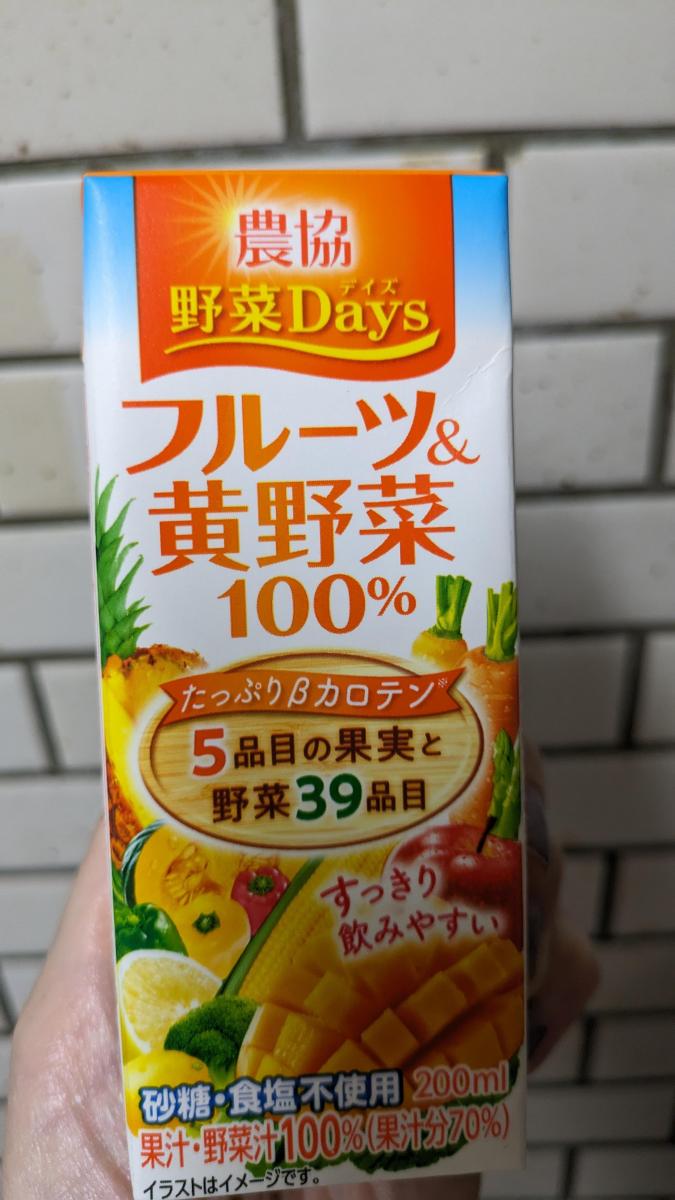 農協
デイズ
野菜Days
フルーツ&
黄野菜
100%
たっぷりβカロテン※
5品目の果実と
野菜39品目
すっきり
飲みやすい
砂糖・食塩不使用 200ml
果汁・野菜汁100%(果汁分70%)
イラストはイメージです。